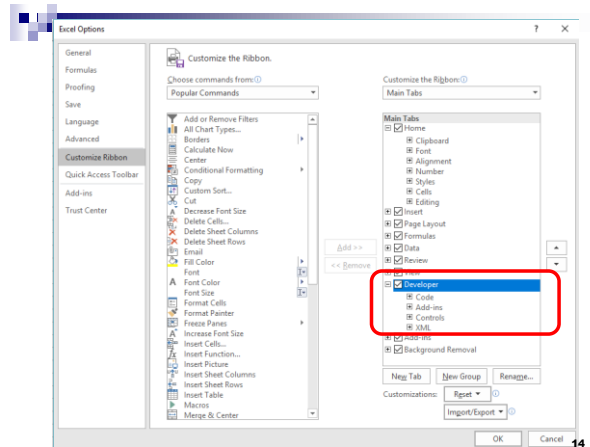 Excel Options
?
General
Formulas
Proofing
Save
Language
Advanced
Customize Ribbon
Quick Access Toolbar
Add-ins
Trust Center
Customize the Ribbon.
Choose commands from:
Popular Commands
Add or Remove Filters
All Chart Types...
Borders
Calculate Now
Center
Conditional Formatting
Copy
Custom Sort...
Cut
Decrease Font Size
Delete Cells...
Delete Sheet Columns
Delete Sheet Rows
Email
Fill Color
Font
Font Color
Font Size
Format Cells
Format Painter
Freeze Panes
Increase Font Size
Insert Cells...
Insert Function...
Insert Picture
Insert Sheet Columns
Insert Sheet Rows
Insert Table
Macros
Merge & Center
Add >>
<< Remove
Customize the Ribbon:
Main Tabs
Main Tabs
Home
Clipboard
Font
Alignment
Number
Styles
Cells
Editing
Insert
Page Layout
Formulas
Data
Review
View
Developer
Code
Add-ins
Controls
XML
Add-ins
Background Removal
New Tab
New Group
Rename...
Customizations:
Reset
Import/Export
OK
Cancel
14